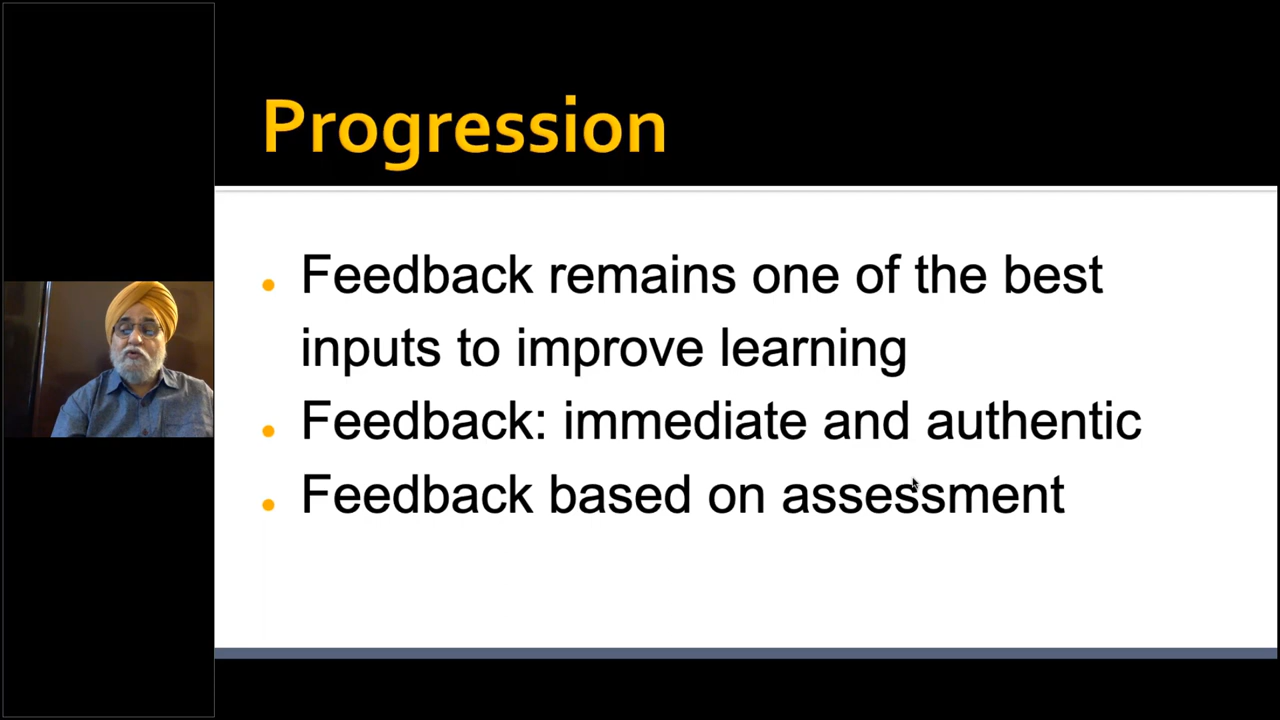 Progression
Feedback remains one of the best
inputs to improve learning
Feedback: immediate and authentic
Feedback based on assessment